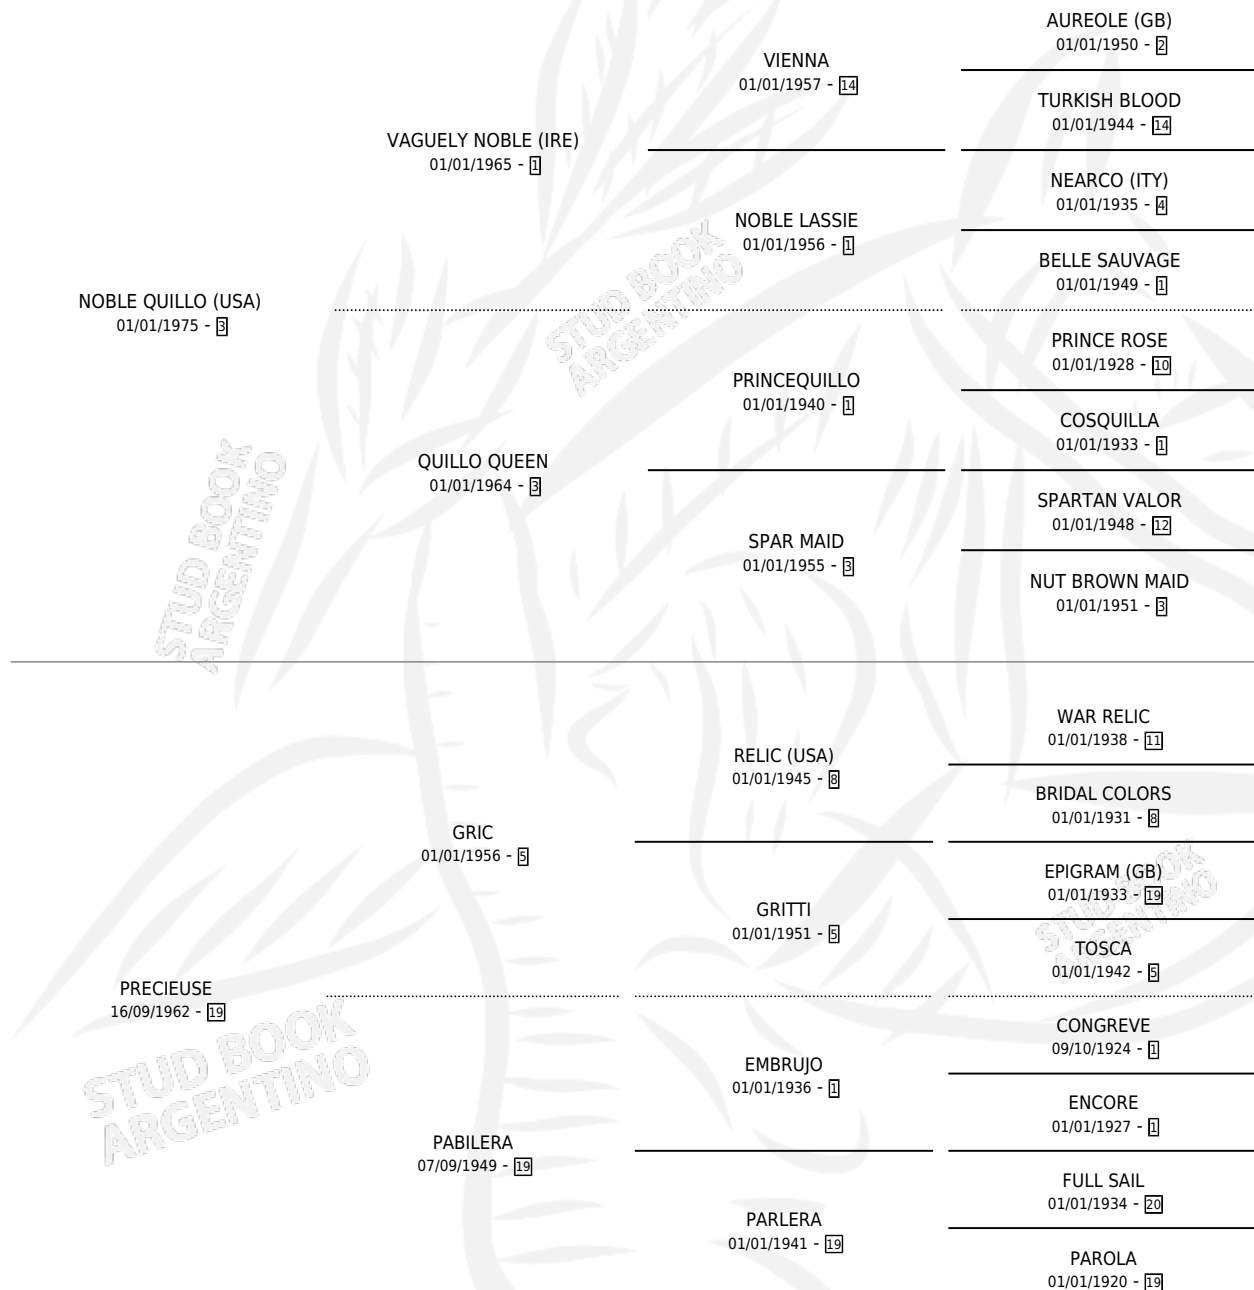 AUREOLE (GB)
01/01/1950 - 2
VIENNA
01/01/1957 - 14
TURKISH BLOOD
01/01/1944 - 14
VAGUELY NOBLE (IRE)
01/01/1965 - 1
NEARCO (ITY)
01/01/1935 - 4
NOBLE LASSIE
01/01/1956 - 1
BELLE SAUVAGE
01/01/1949 - 1
NOBLE QUILLO (USA)
01/01/1975 - 3
PRINCE ROSE
01/01/1928 - 10
PRINCEQUILLO
01/01/1940 - 1
COSQUILLA
01/01/1933 - 1
QUILLO QUEEN
01/01/1964 - 3
SPARTAN VALOR
01/01/1948 - 12
SPAR MAID
01/01/1955 - 3
NUT BROWN MAID
01/01/1951 - 3
WAR RELIC
01/01/1938 - 11
RELIC (USA)
01/01/1945 - 8
BRIDAL COLORS
01/01/1931 - 8
GRIC
01/01/1956 - 5
EPIGRAM (GB)
01/01/1933 - 19
GRITTI
01/01/1951 - 5
TOSCA
01/01/1942 - 5
PRECIEUSE
16/09/1962 - 19
CONGREVE
09/10/1924 - 1
EMBRUJO
01/01/1936 - 1
ENCORE
01/01/1927 - 1
PABILERA
07/09/1949 - 19
FULL SAIL
01/01/1934 - 20
PARLERA
01/01/1941 - 19
PAROLA
01/01/1920 - 19
STUD BOOK
ARGENTINO
STUD BOOK
ARGENTINO
STUD BOOK
ARGENTINO
STUD BOOK
ARGENTINO